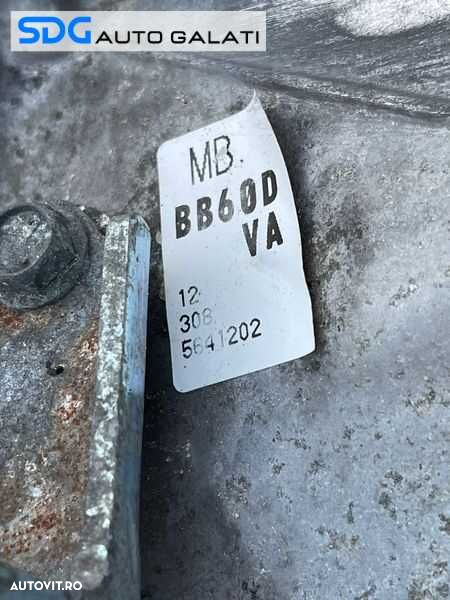 SDG AUTO GALATI
MB
BB60D
VA
12
308
5641202
AUTOVIT.RO